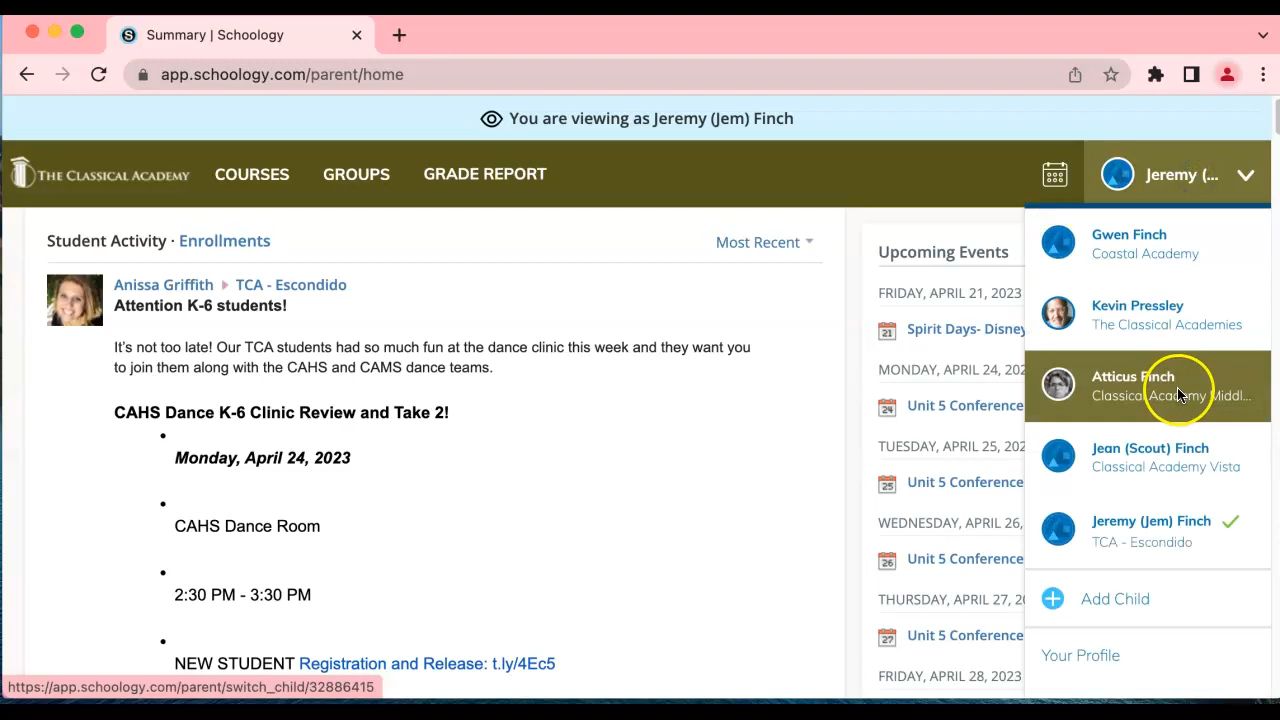 Summary | Schoology
app.schoology.com/parent/home
You are viewing as Jeremy (Jem) Finch
THE CLASSICAL ACADEMY
COURSES
GROUPS
GRADE REPORT
Jeremy (...
Student Activity · Enrollments
Most Recent
Anissa Griffith
TCA - Escondido
Attention K-6 students!
It's not too late! Our TCA students had so much fun at the dance clinic this week and they want you
to join them along with the CAHS and CAMS dance teams.
CAHS Dance K-6 Clinic Review and Take 2!
• Monday, April 24, 2023
• CAHS Dance Room
• 2:30 PM - 3:30 PM
• NEW STUDENT Registration and Release: t.ly/4Ec5
https://app.schoology.com/parent/switch_child/32886415
Upcoming Events
FRIDAY, APRIL 21, 2023
21
Spirit Days- Disney
MONDAY, APRIL 24, 202
24
Unit 5 Conference
TUESDAY, APRIL 25, 202
25
Unit 5 Conference
WEDNESDAY, APRIL 26,
26
Unit 5 Conference
THURSDAY, APRIL 27, 20
27
Unit 5 Conference
FRIDAY, APRIL 28, 2023
Gwen Finch
Coastal Academy
Kevin Pressley
The Classical Academies
Atticus Finch
Classical Academy Middl...
Jean (Scout) Finch
Classical Academy Vista
Jeremy (Jem) Finch
TCA - Escondido
Add Child
Your Profile